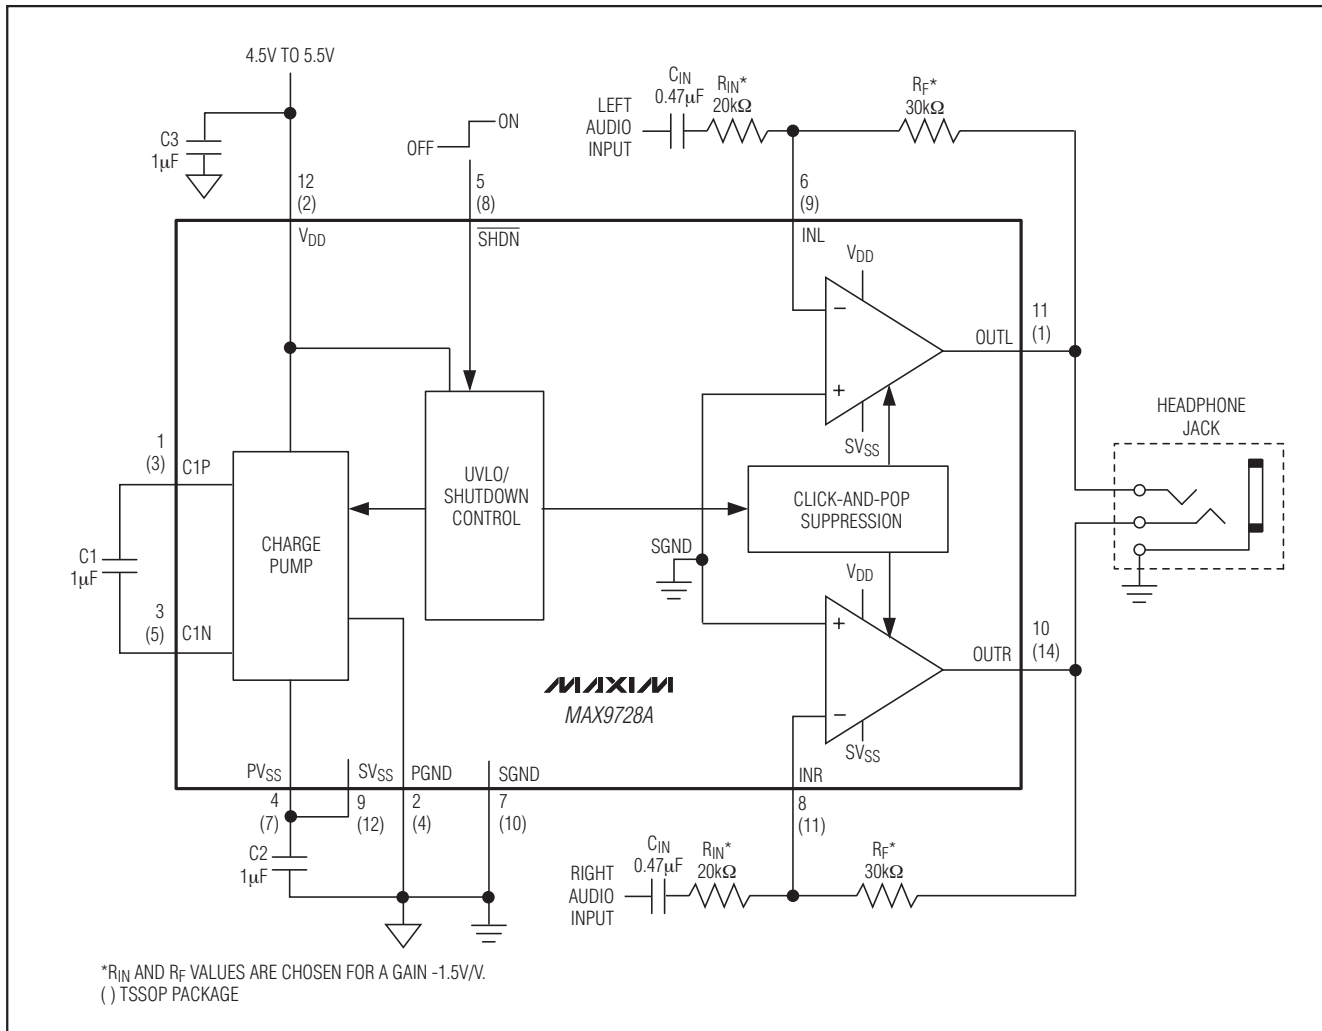 4.5V TO 5.5V
C3
1µF
12
(2)
VDD
OFF
ON
5
(8)
SHDN
LEFT
AUDIO
INPUT
CIN
0.47µF
RIN*
20kΩ
RF*
30kΩ
6
(9)
INL
VDD
−
+
SVSS
OUTL
11
(1)
HEADPHONE
JACK
1
(3)
C1P
C1
1µF
3
(5)
C1N
CHARGE
PUMP
UVLO/
SHUTDOWN
CONTROL
CLICK-AND-POP
SUPPRESSION
SGND
VDD
+
−
SVSS
OUTR
10
(14)
MAXIM
MAX9728A
PVSS
SVSS
PGND
SGND
INR
4
(7)
9
(12)
2
(4)
7
(10)
8
(11)
C2
1µF
RIGHT
AUDIO
INPUT
CIN
0.47µF
RIN*
20kΩ
RF*
30kΩ
*RIN AND RF VALUES ARE CHOSEN FOR A GAIN -1.5V/V.
( ) TSSOP PACKAGE